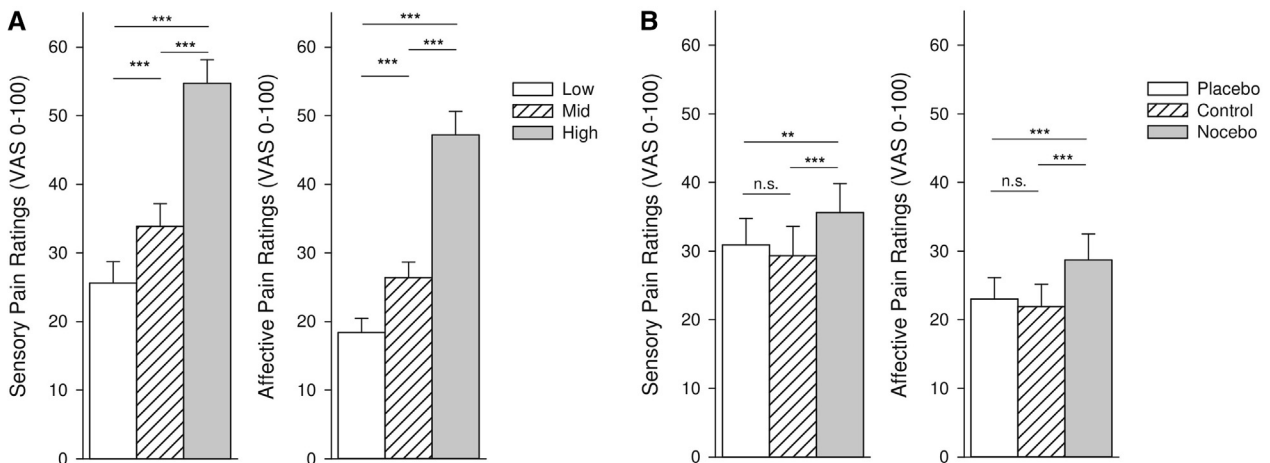 A
Sensory Pain Ratings (VAS 0-100)
60
50
40
30
20
10
0
***
***
***
Affective Pain Ratings (VAS 0-100)
60
50
40
30
20
10
0
***
***
***
Low
Mid
High
B
Sensory Pain Ratings (VAS 0-100)
60
50
40
30
20
10
0
**
***
n.s.
Affective Pain Ratings (VAS 0-100)
60
50
40
30
20
10
0
***
***
n.s.
Placebo
Control
Nocebo